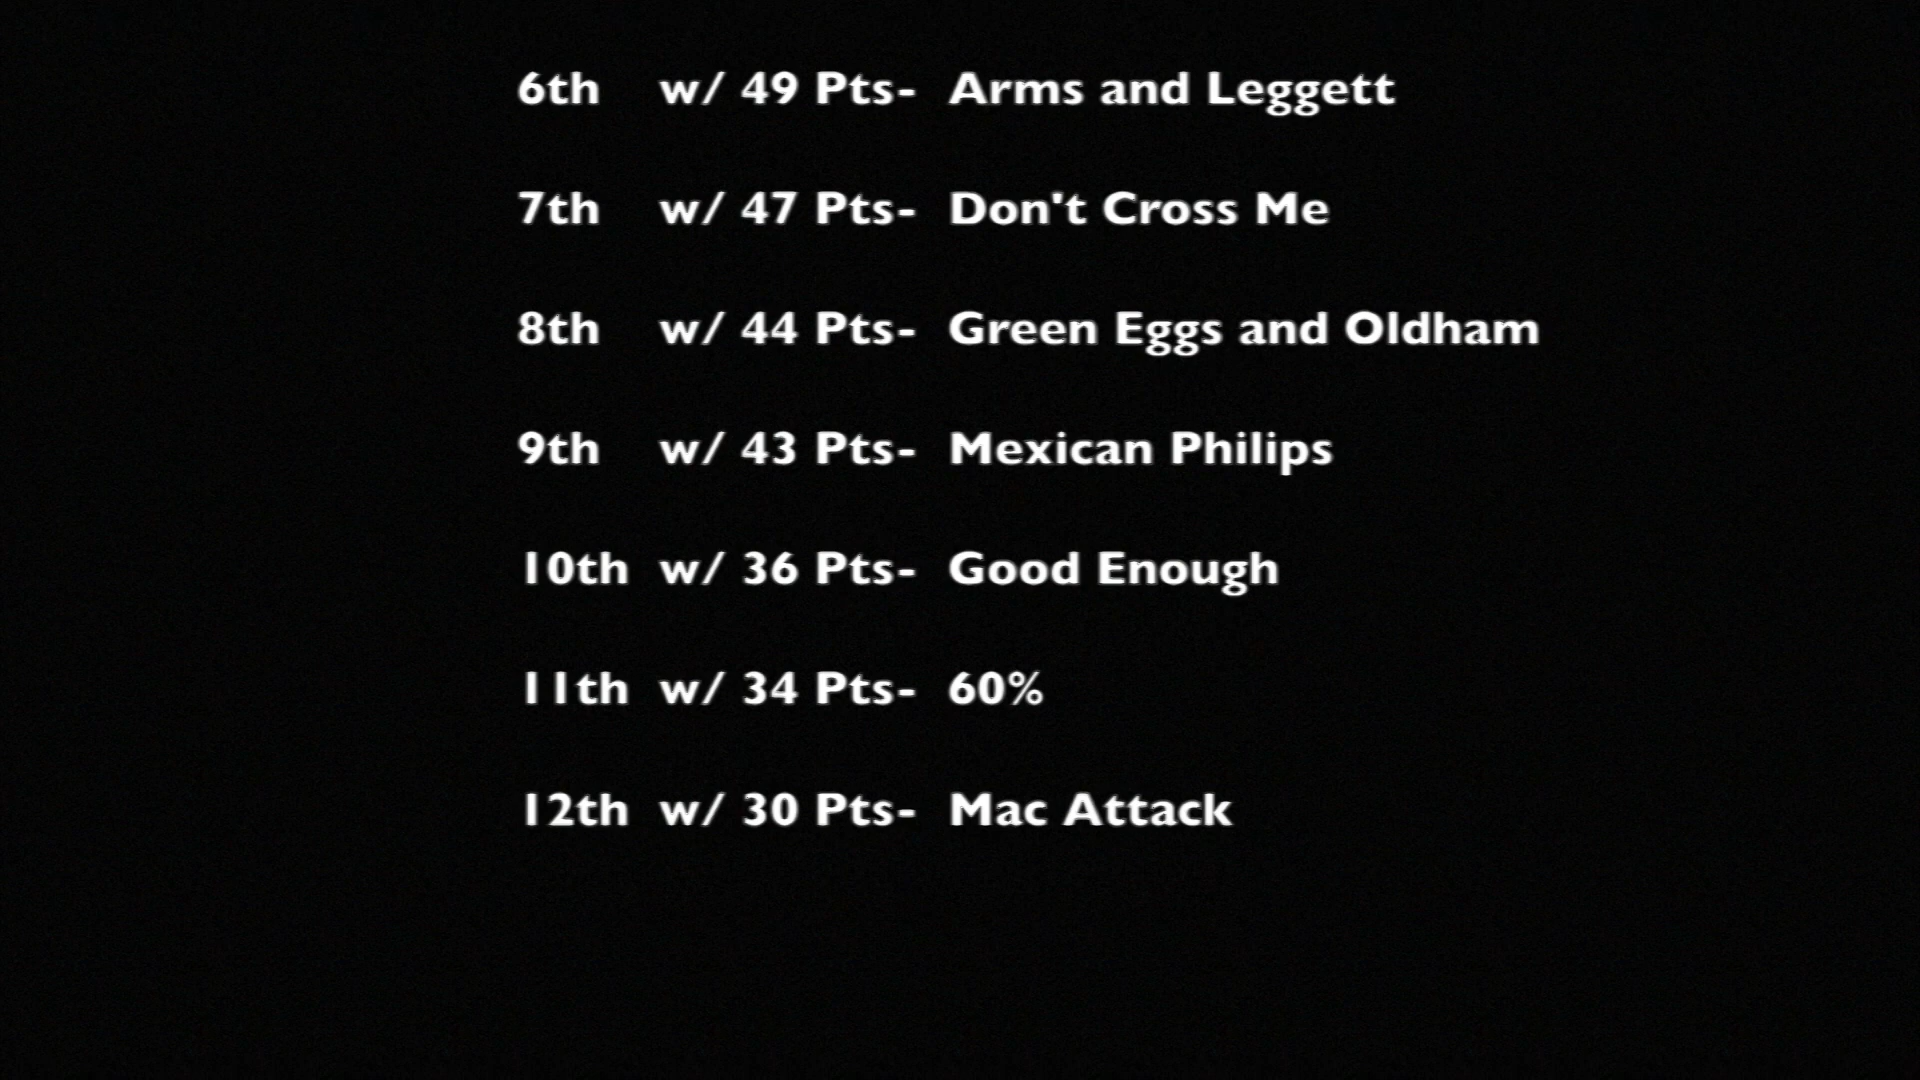 6th w/ 49 Pts- Arms and Leggett
7th w/ 47 Pts- Don't Cross Me
8th w/ 44 Pts- Green Eggs and Oldham
9th w/ 43 Pts- Mexican Philips
10th w/ 36 Pts- Good Enough
11th w/ 34 Pts- 60%
12th w/ 30 Pts- Mac Attack